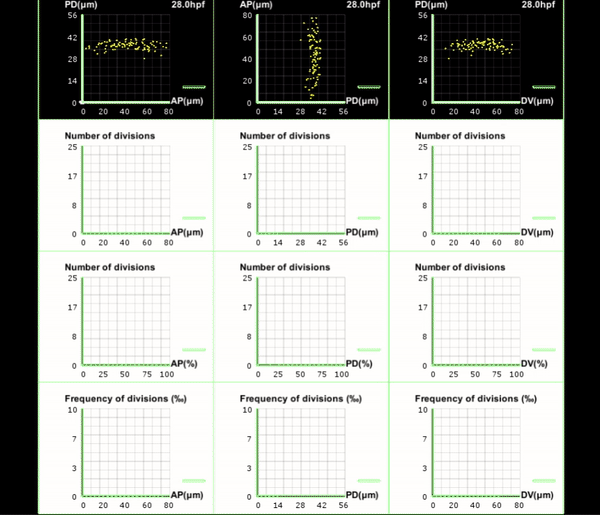 PD(µm) 28.0hpf AP(µm) 28.0hpf PD(µm) 28.0hpf
56 80 56
42 60 42
28 40 28
14 20 14
0 AP(µm) 0 PD(µm) 0 DV(µm)
0 20 40 60 80 0 14 28 42 56 0 20 40 60 80
Number of divisions Number of divisions Number of divisions
25 25 25
17 17 17
8 8 8
0 AP(µm) 0 PD(µm) 0 DV(µm)
0 20 40 60 80 0 14 28 42 56 0 20 40 60 80
Number of divisions Number of divisions Number of divisions
25 25 25
17 17 17
8 8 8
0 AP(%) 0 PD(%) 0 DV(%)
0 25 50 75 100 0 25 50 75 100 0 25 50 75 100
Frequency of divisions (‰) Frequency of divisions (‰) Frequency of divisions (‰)
10 10 10
7 7 7
3 3 3
0 AP(µm) 0 PD(µm) 0 DV(µm)
0 20 40 60 80 0 14 28 42 56 0 20 40 60 80